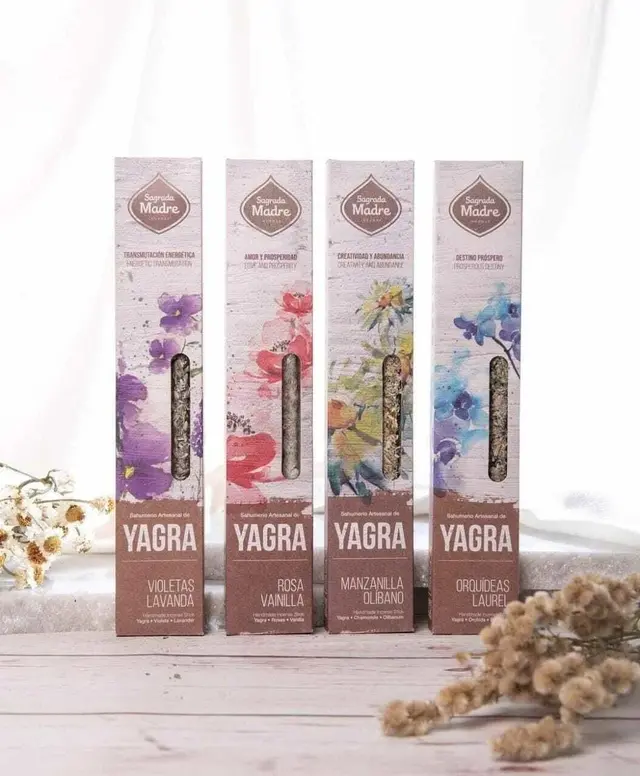 Sagrada
Madre
TRANSMUTACIÓN ENERGÉTICA
ENERGETIC TRANSMUTATION
Sahumerio Artesanal de
YAGRA
VIOLETAS
LAVANDA
Handmade Incense Stick
Yagra • Violets • Lavender
Sagrada
Madre
AMOR Y PROSPERIDAD
LOVE AND PROSPERITY
Sahumerio Artesanal de
YAGRA
ROSA
VAINILLA
Handmade Incense Stick
Yagra • Roses • Vanilla
Sagrada
Madre
CREATIVIDAD Y ABUNDANCIA
CREATIVITY AND ABUNDANCE
Sahumerio Artesanal de
YAGRA
MANZANILLA
OLÍBANO
Handmade Incense Stick
Yagra • Chamomile • Olibanum
Sagrada
Madre
DESTINO PRÓSPERO
PROSPEROUS DESTINY
Sahumerio Artesanal de
YAGRA
ORQUÍDEAS
LAUREL
Handmade Incense Stick
Yagra • Orchids